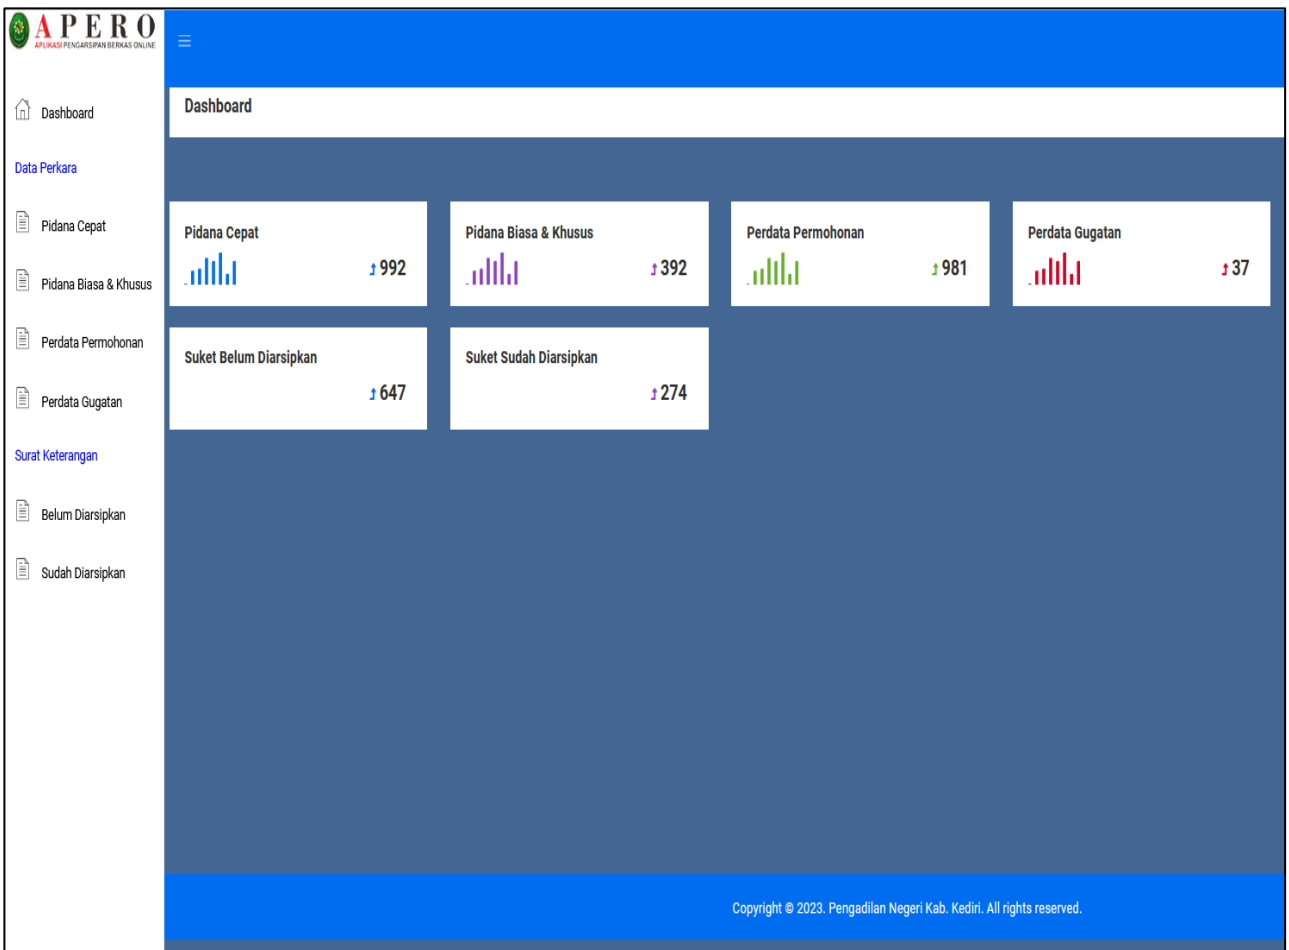 APERO
APLIKASI PENGARSIPAN BERKAS ONLINE
Dashboard
Data Perkara
Pidana Cepat
Pidana Biasa & Khusus
Perdata Permohonan
Perdata Gugatan
Surat Keterangan
Belum Diarsipkan
Sudah Diarsipkan
Dashboard
Pidana Cepat
992
Pidana Biasa & Khusus
392
Perdata Permohonan
981
Perdata Gugatan
37
Suket Belum Diarsipkan
647
Suket Sudah Diarsipkan
274
Copyright © 2023. Pengadilan Negeri Kab. Kediri. All rights reserved.